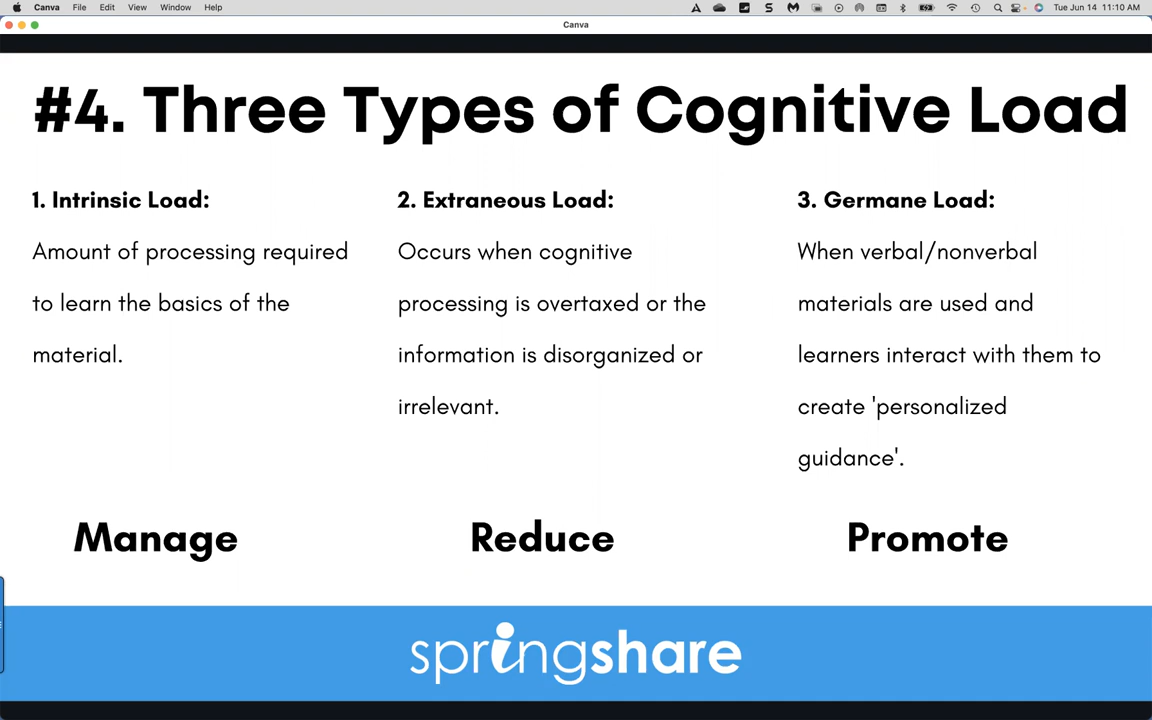 Canva File Edit View Window Help
Tue Jun 14 11:10 AM
Canva
#4. Three Types of Cognitive Load
1. Intrinsic Load:
Amount of processing required
to learn the basics of the
material.
2. Extraneous Load:
Occurs when cognitive
processing is overtaxed or the
information is disorganized or
irrelevant.
3. Germane Load:
When verbal/nonverbal
materials are used and
learners interact with them to
create 'personalized
guidance'.
Manage
Reduce
Promote
springshare